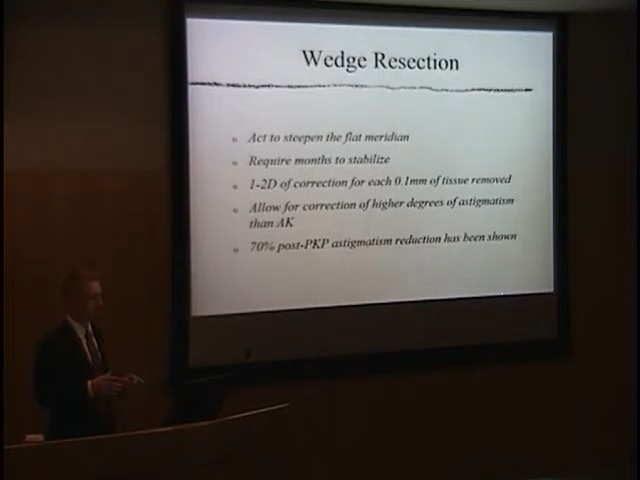 Wedge Resection
Act to steepen the flat meridian
Require months to stabilize
1-2D of correction for each 0.1mm of tissue removed
Allow for correction of higher degrees of astigmatism
than AK
70% post-PKP astigmatism reduction has been shown